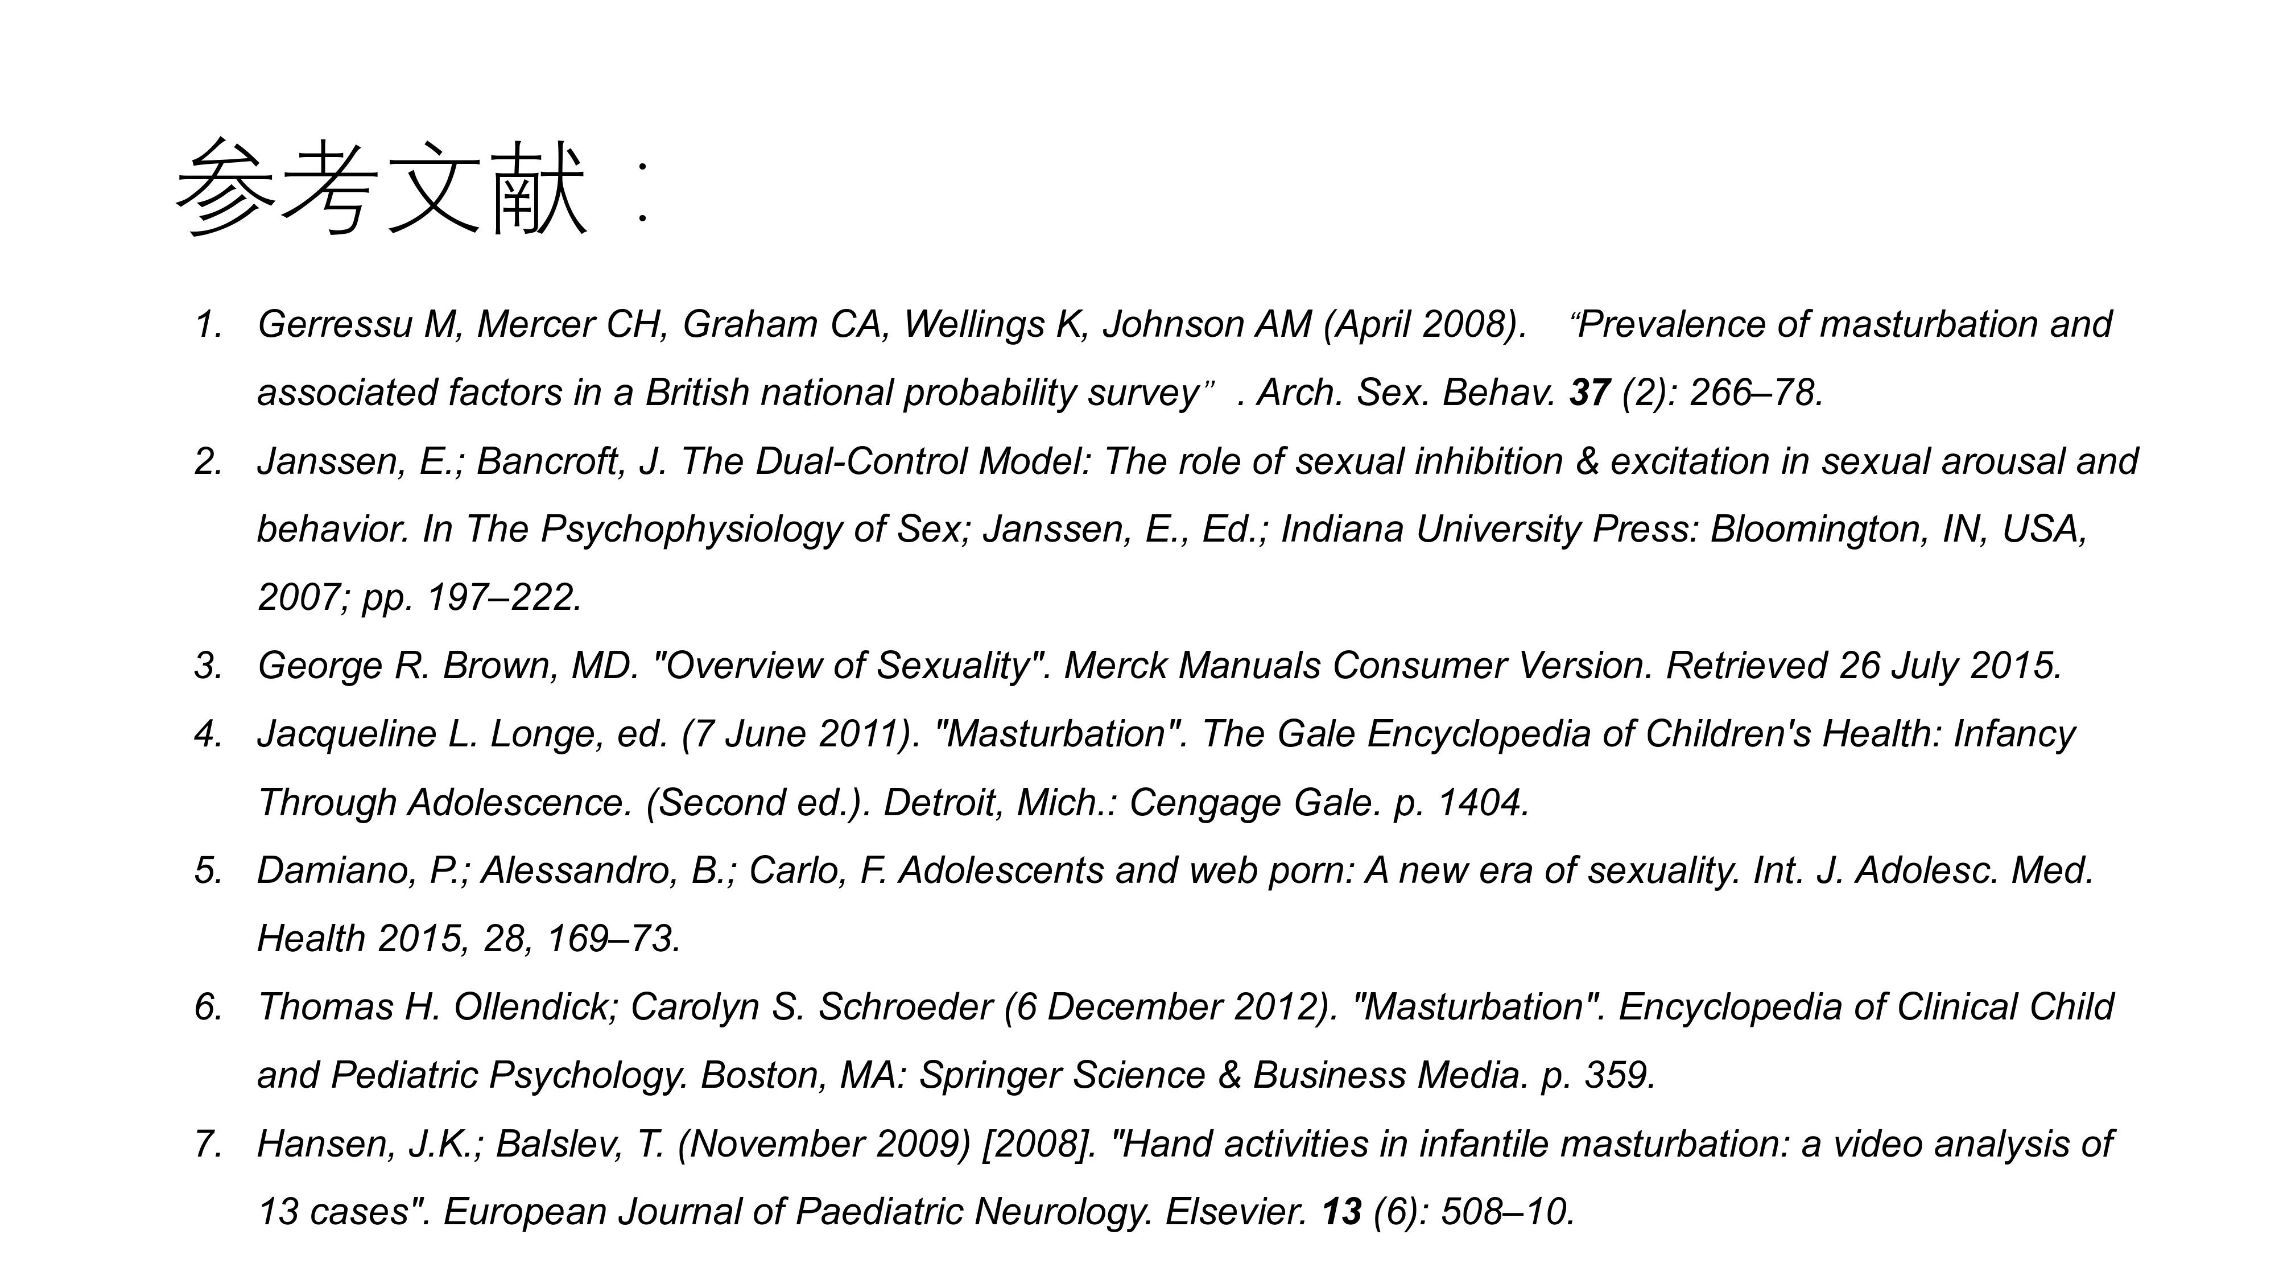 参考文献：
1. Gerressu M, Mercer CH, Graham CA, Wellings K, Johnson AM (April 2008). “Prevalence of masturbation and
associated factors in a British national probability survey” . Arch. Sex. Behav. 37 (2): 266–78.
2. Janssen, E.; Bancroft, J. The Dual-Control Model: The role of sexual inhibition & excitation in sexual arousal and
behavior. In The Psychophysiology of Sex; Janssen, E., Ed.; Indiana University Press: Bloomington, IN, USA,
2007; pp. 197–222.
3. George R. Brown, MD. "Overview of Sexuality". Merck Manuals Consumer Version. Retrieved 26 July 2015.
4. Jacqueline L. Longe, ed. (7 June 2011). "Masturbation". The Gale Encyclopedia of Children's Health: Infancy
Through Adolescence. (Second ed.). Detroit, Mich.: Cengage Gale. p. 1404.
5. Damiano, P.; Alessandro, B.; Carlo, F. Adolescents and web porn: A new era of sexuality. Int. J. Adolesc. Med.
Health 2015, 28, 169–73.
6. Thomas H. Ollendick; Carolyn S. Schroeder (6 December 2012). "Masturbation". Encyclopedia of Clinical Child
and Pediatric Psychology. Boston, MA: Springer Science & Business Media. p. 359.
7. Hansen, J.K.; Balslev, T. (November 2009) [2008]. "Hand activities in infantile masturbation: a video analysis of
13 cases". European Journal of Paediatric Neurology. Elsevier. 13 (6): 508–10.